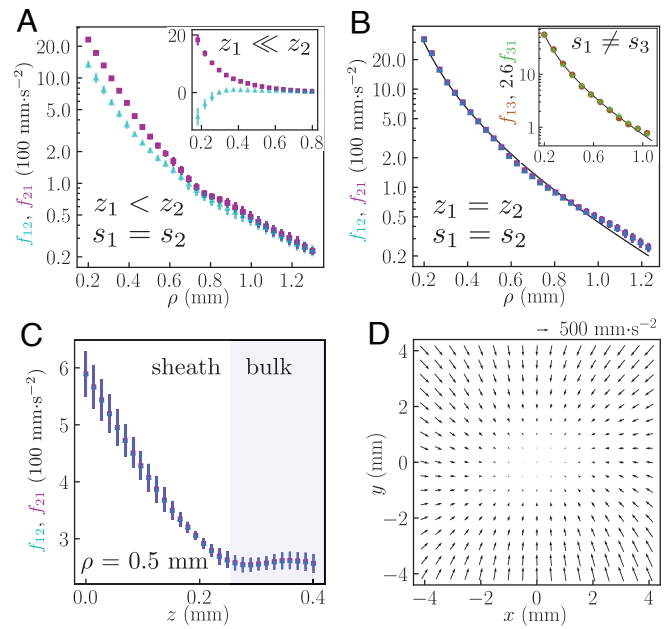 A
20.0
10.0
5.0
2.0
1.0
0.5
0.2
f₁₂, f₂₁ (100 mm·s⁻²)
z₁ < z₂
s₁ = s₂
0.2 0.4 0.6 0.8 1.0 1.2
ρ (mm)
20
0
z₁ ≪ z₂
0.2 0.4 0.6 0.8
B
20.0
10.0
5.0
2.0
1.0
0.5
0.2
f₁₂, f₂₁ (100 mm·s⁻²)
z₁ = z₂
s₁ = s₂
0.2 0.4 0.6 0.8 1.0 1.2
ρ (mm)
10
1
f₁₃, 2.6f₃₁
s₁ ≠ s₃
0.2 0.6 1.0
C
6
5
4
3
f₁₂, f₂₁ (100 mm·s⁻²)
sheath bulk
ρ = 0.5 mm
0.0 0.2 0.4
z (mm)
D
→ 500 mm·s⁻²
4
2
0
−2
−4
y (mm)
−4 −2 0 2 4
x (mm)